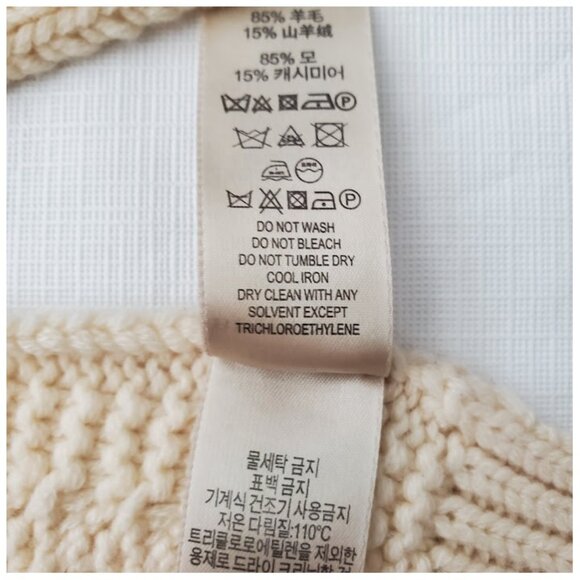 85% 羊毛
15% 山羊绒
85% 모
15% 캐시미어
P
P
DO NOT WASH
DO NOT BLEACH
DO NOT TUMBLE DRY
COOL IRON
DRY CLEAN WITH ANY
SOLVENT EXCEPT
TRICHLOROETHYLENE
물세탁 금지
표백 금지
기계식 건조기 사용금지
저온 다림질:110°C
트리클로로에틸렌을 제외한
용제로 드라이 크리닝할 것